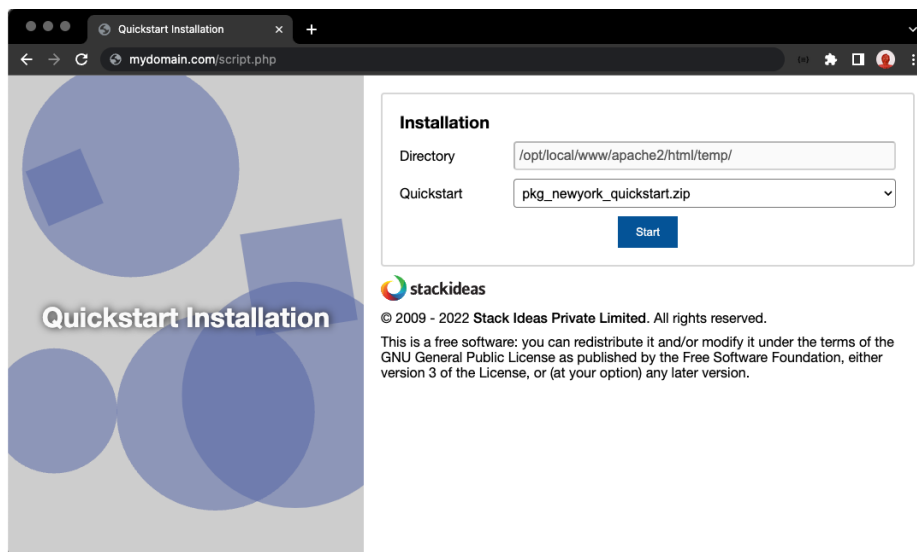 Quickstart Installation
mydomain.com/script.php
Quickstart Installation
Installation
Directory /opt/local/www/apache2/html/temp/
Quickstart pkg_newyork_quickstart.zip
Start
stackideas
© 2009 - 2022 Stack Ideas Private Limited. All rights reserved.
This is a free software: you can redistribute it and/or modify it under the terms of the
GNU General Public License as published by the Free Software Foundation, either
version 3 of the License, or (at your option) any later version.